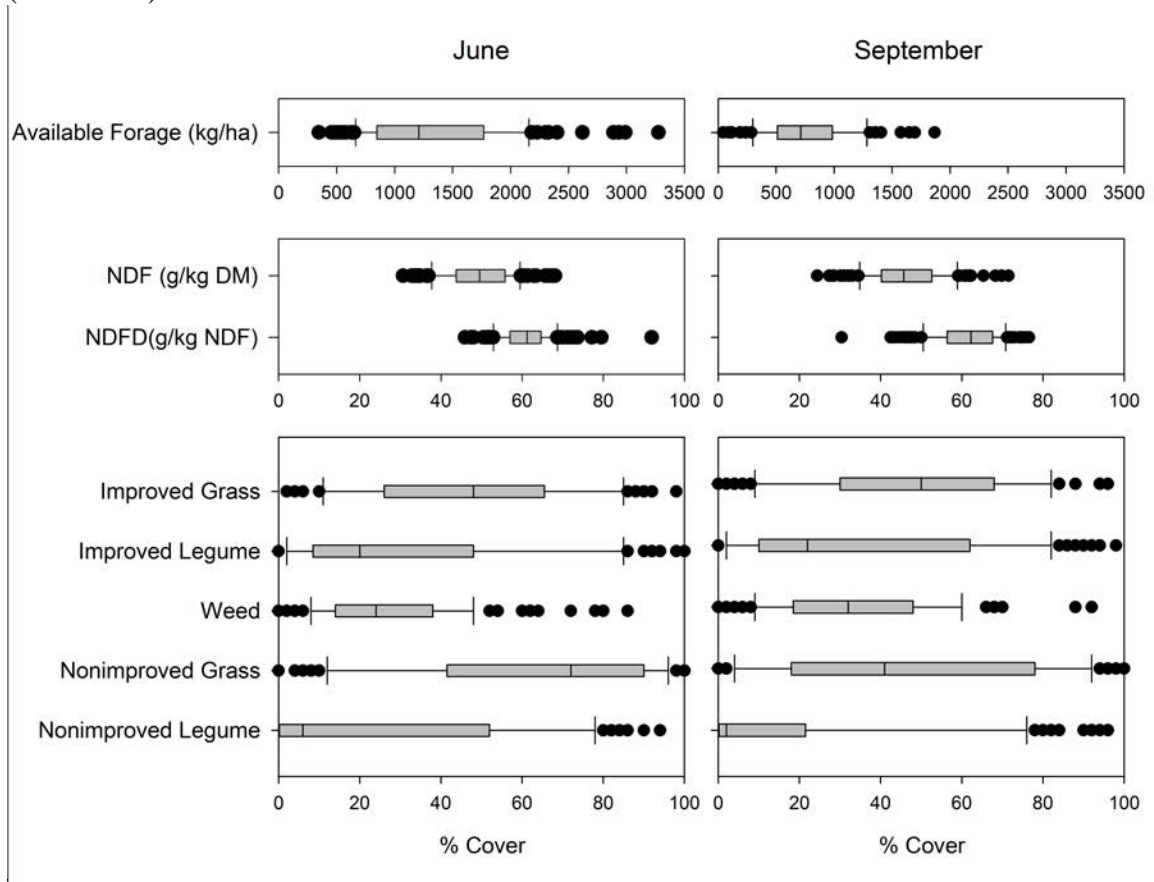 June September
Available Forage (kg/ha)
0 500 1000 1500 2000 2500 3000 3500 0 500 1000 1500 2000 2500 3000 3500
NDF (g/kg DM)
NDFD(g/kg NDF)
0 20 40 60 80 100 0 20 40 60 80 100
Improved Grass
Improved Legume
Weed
Nonimproved Grass
Nonimproved Legume
0 20 40 60 80 100 0 20 40 60 80 100
% Cover % Cover